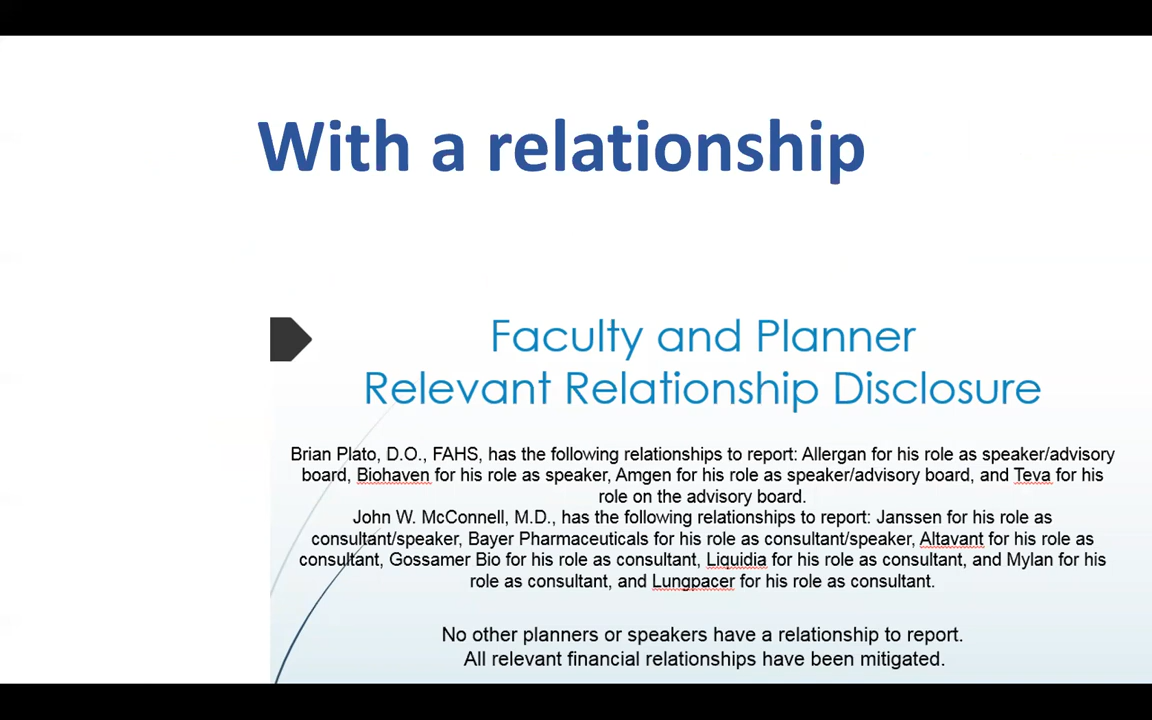 With a relationship
Faculty and Planner
Relevant Relationship Disclosure
Brian Plato, D.O., FAHS, has the following relationships to report: Allergan for his role as speaker/advisory
board, Biohaven for his role as speaker, Amgen for his role as speaker/advisory board, and Teva for his
role on the advisory board.
John W. McConnell, M.D., has the following relationships to report: Janssen for his role as
consultant/speaker, Bayer Pharmaceuticals for his role as consultant/speaker, Altavant for his role as
consultant, Gossamer Bio for his role as consultant, Liquidia for his role as consultant, and Mylan for his
role as consultant, and Lungpacer for his role as consultant.
No other planners or speakers have a relationship to report.
All relevant financial relationships have been mitigated.